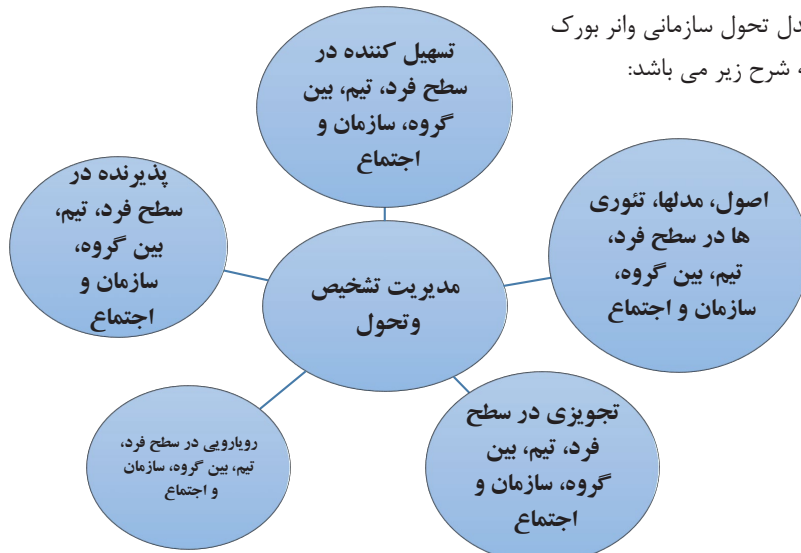 دل تحول سازمانی وانر بورک
شرح زیر می باشد:
تسهیل کننده در
سطح فرد، تیم، بین
گروه، سازمان و
اجتماع
اصول، مدلها، تئوری
ها در سطح فرد،
تیم، بین گروه،
سازمان و اجتماع
پذیرنده در
سطح فرد، تیم،
بین گروه،
سازمان و
اجتماع
مدیریت تشخیص
وتحول
تجویزی در سطح
فرد، تیم، بین
گروه، سازمان و
اجتماع
رویارویی در سطح فرد،
تیم، بین گروه، سازمان
و اجتماع